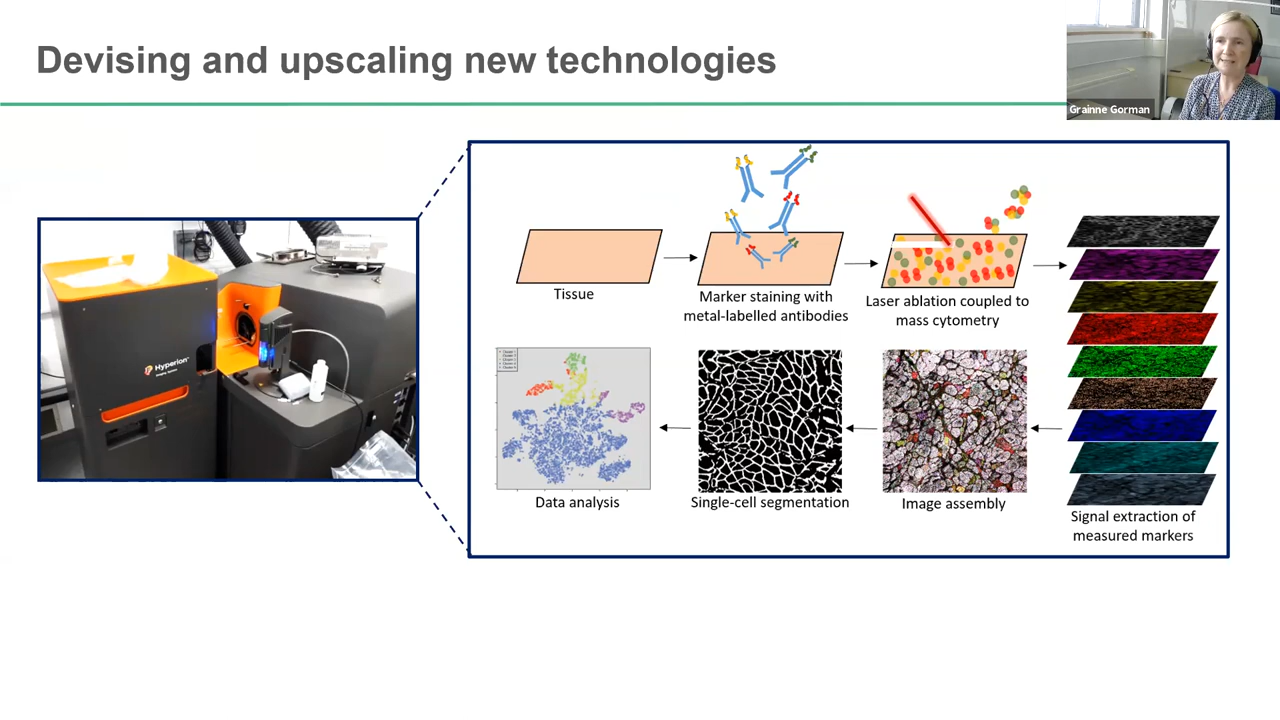 Devising and upscaling new technologies
Grainne Gorman
Hyperion™
Tissue
Marker staining with
metal-labelled antibodies
Laser ablation coupled to
mass cytometry
Data analysis
Single-cell segmentation
Image assembly
Signal extraction of
measured markers